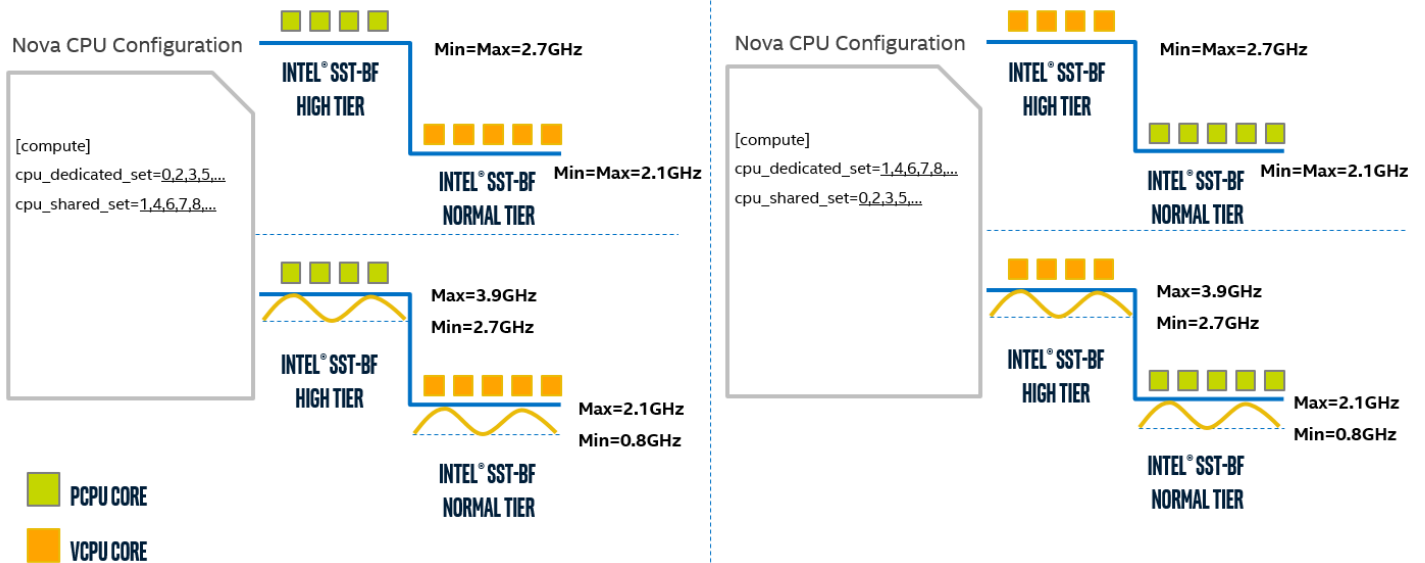 Nova CPU Configuration
[compute]
cpu_dedicated_set=0,2,3,5,...
cpu_shared_set=1,4,6,7,8,...
INTEL® SST-BF
HIGH TIER
Min=Max=2.7GHz
INTEL® SST-BF
NORMAL TIER
Min=Max=2.1GHz
INTEL® SST-BF
HIGH TIER
Max=3.9GHz
Min=2.7GHz
INTEL® SST-BF
NORMAL TIER
Max=2.1GHz
Min=0.8GHz
PCPU CORE
VCPU CORE
Nova CPU Configuration
[compute]
cpu_dedicated_set=1,4,6,7,8,...
cpu_shared_set=0,2,3,5,...
INTEL® SST-BF
HIGH TIER
Min=Max=2.7GHz
INTEL® SST-BF
NORMAL TIER
Min=Max=2.1GHz
INTEL® SST-BF
HIGH TIER
Max=3.9GHz
Min=2.7GHz
INTEL® SST-BF
NORMAL TIER
Max=2.1GHz
Min=0.8GHz